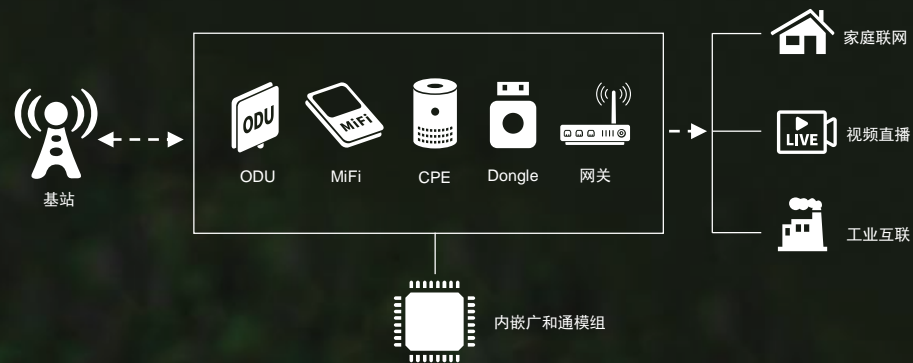 家庭联网
ODU
MiFi
LIVE
视频直播
ODU
MiFi
CPE
Dongle
网关
基站
工业互联
内嵌广和通模组